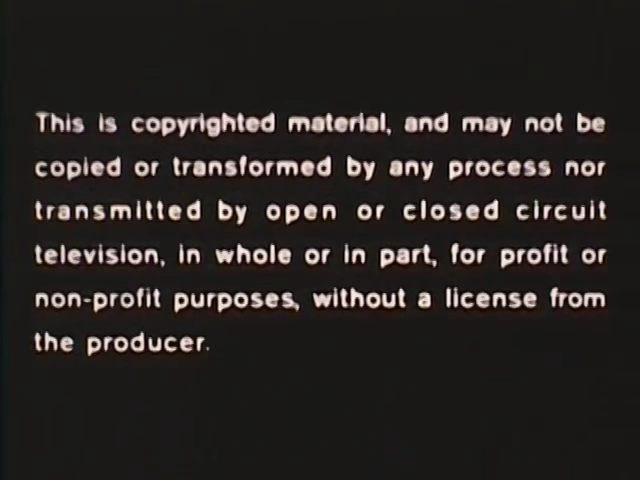 This is copyrighted material, and may not be
copied or transformed by any process nor
transmitted by open or closed circuit
television, in whole or in part, for profit or
non-profit purposes, without a license from
the producer.